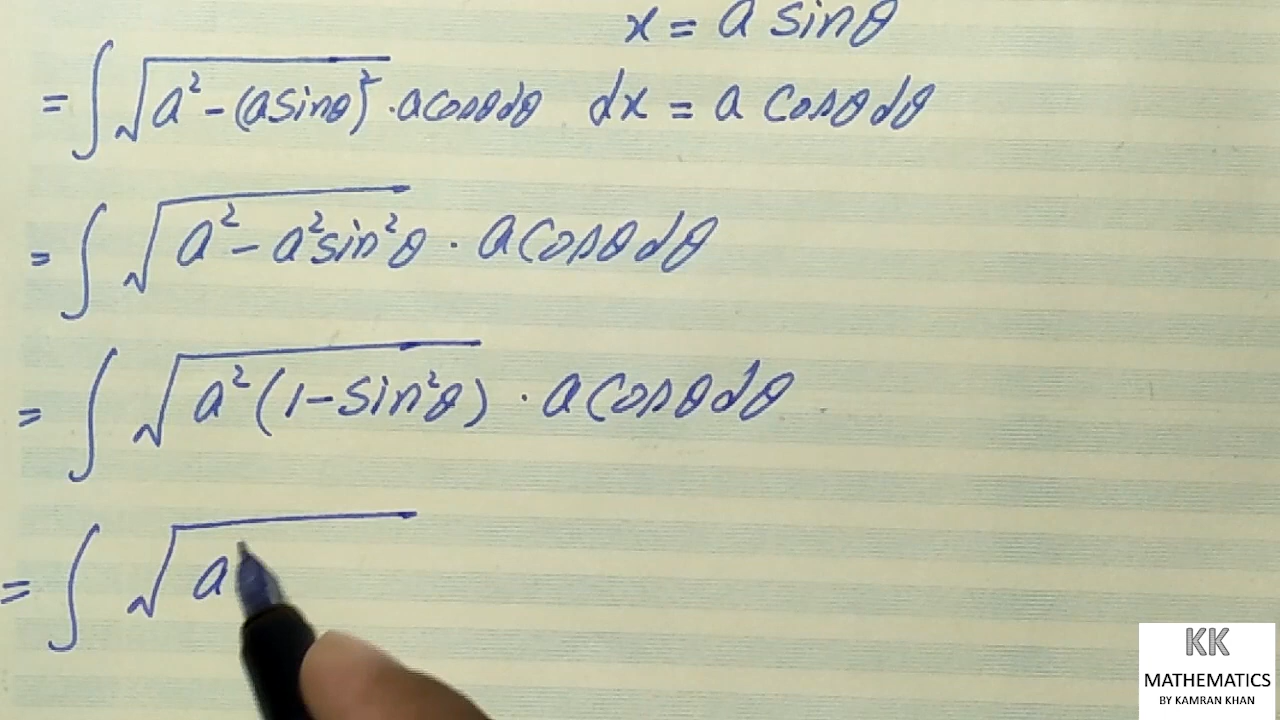 x = a sinθ
= ∫ √(a² - (a sinθ)²) · a cosθ dθ dx = a cosθ dθ
= ∫ √(a² - a² sin²θ) · a cosθ dθ
= ∫ √(a² (1 - sin²θ)) · a cosθ dθ
= ∫ √a
KK
MATHEMATICS
BY KAMRAN KHAN